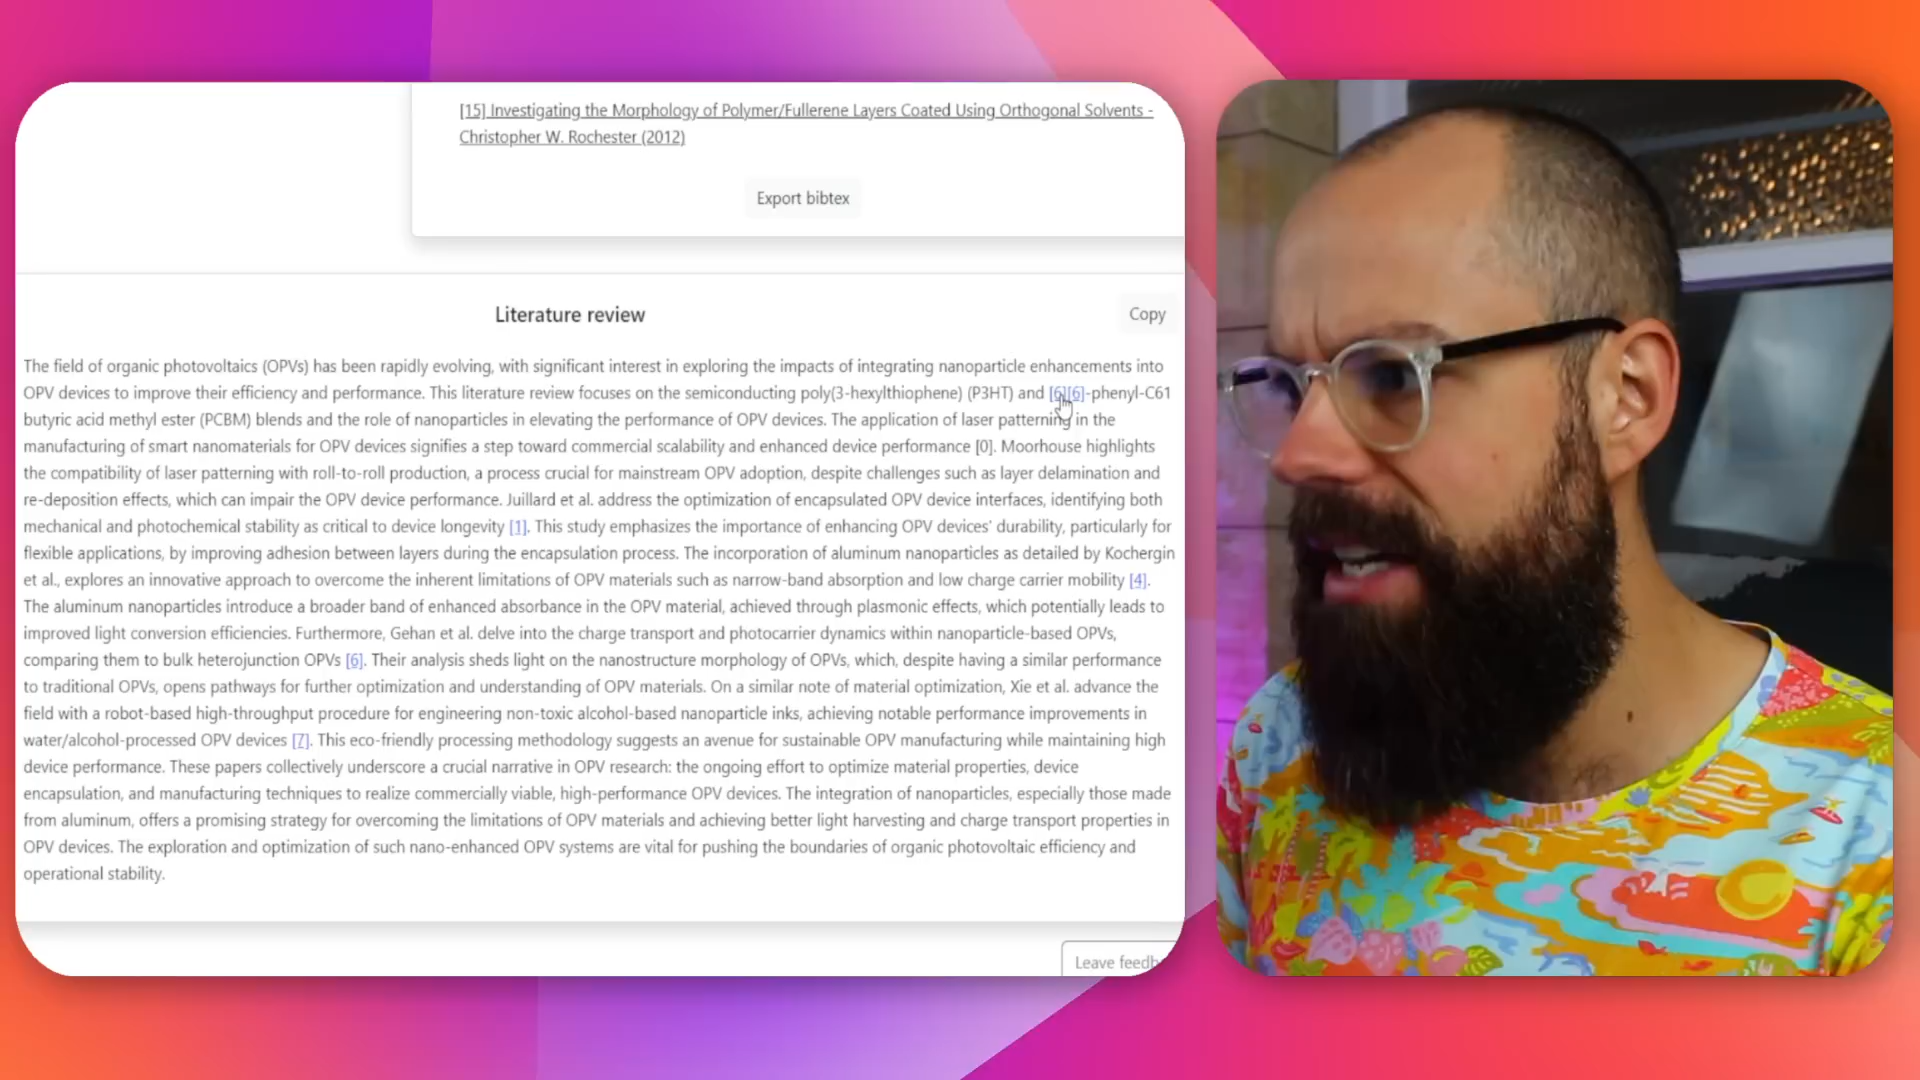 [15] Investigating the Morphology of Polymer/Fullerene Layers Coated Using Orthogonal Solvents -
Christopher W. Rochester (2012)
Export bibtex
Literature review
Copy
The field of organic photovoltaics (OPVs) has been rapidly evolving, with significant interest in exploring the impacts of integrating nanoparticle enhancements into
OPV devices to improve their efficiency and performance. This literature review focuses on the semiconducting poly(3-hexylthiophene) (P3HT) and [6][6]-phenyl-C61
butyric acid methyl ester (PCBM) blends and the role of nanoparticles in elevating the performance of OPV devices. The application of laser patterning in the
manufacturing of smart nanomaterials for OPV devices signifies a step toward commercial scalability and enhanced device performance [0]. Moorhouse highlights
the compatibility of laser patterning with roll-to-roll production, a process crucial for mainstream OPV adoption, despite challenges such as layer delamination and
re-deposition effects, which can impair the OPV device performance. Juillard et al. address the optimization of encapsulated OPV device interfaces, identifying both
mechanical and photochemical stability as critical to device longevity [1]. This study emphasizes the importance of enhancing OPV devices' durability, particularly for
flexible applications, by improving adhesion between layers during the encapsulation process. The incorporation of aluminum nanoparticles as detailed by Kochergin
et al., explores an innovative approach to overcome the inherent limitations of OPV materials such as narrow-band absorption and low charge carrier mobility [4].
The aluminum nanoparticles introduce a broader band of enhanced absorbance in the OPV material, achieved through plasmonic effects, which potentially leads to
improved light conversion efficiencies. Furthermore, Gehan et al. delve into the charge transport and photocarrier dynamics within nanoparticle-based OPVs,
comparing them to bulk heterojunction OPVs [6]. Their analysis sheds light on the nanostructure morphology of OPVs, which, despite having a similar performance
to traditional OPVs, opens pathways for further optimization and understanding of OPV materials. On a similar note of material optimization, Xie et al. advance the
field with a robot-based high-throughput procedure for engineering non-toxic alcohol-based nanoparticle inks, achieving notable performance improvements in
water/alcohol-processed OPV devices [7]. This eco-friendly processing methodology suggests an avenue for sustainable OPV manufacturing while maintaining high
device performance. These papers collectively underscore a crucial narrative in OPV research: the ongoing effort to optimize material properties, device
encapsulation, and manufacturing techniques to realize commercially viable, high-performance OPV devices. The integration of nanoparticles, especially those made
from aluminum, offers a promising strategy for overcoming the limitations of OPV materials and achieving better light harvesting and charge transport properties in
OPV devices. The exploration and optimization of such nano-enhanced OPV systems are vital for pushing the boundaries of organic photovoltaic efficiency and
operational stability.
Leave feedb